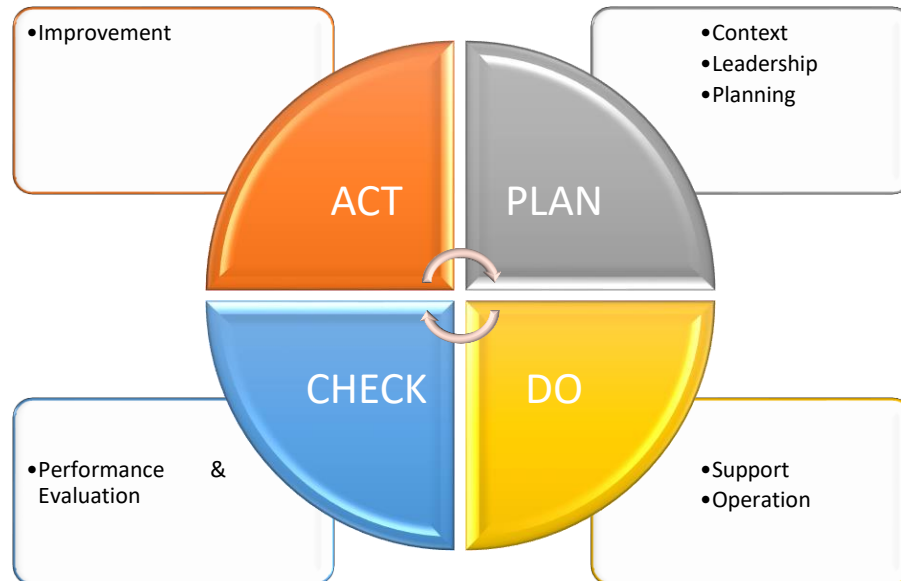 •Improvement
•Context
•Leadership
•Planning
ACT
PLAN
CHECK
DO
•Performance &
Evaluation
•Support
•Operation